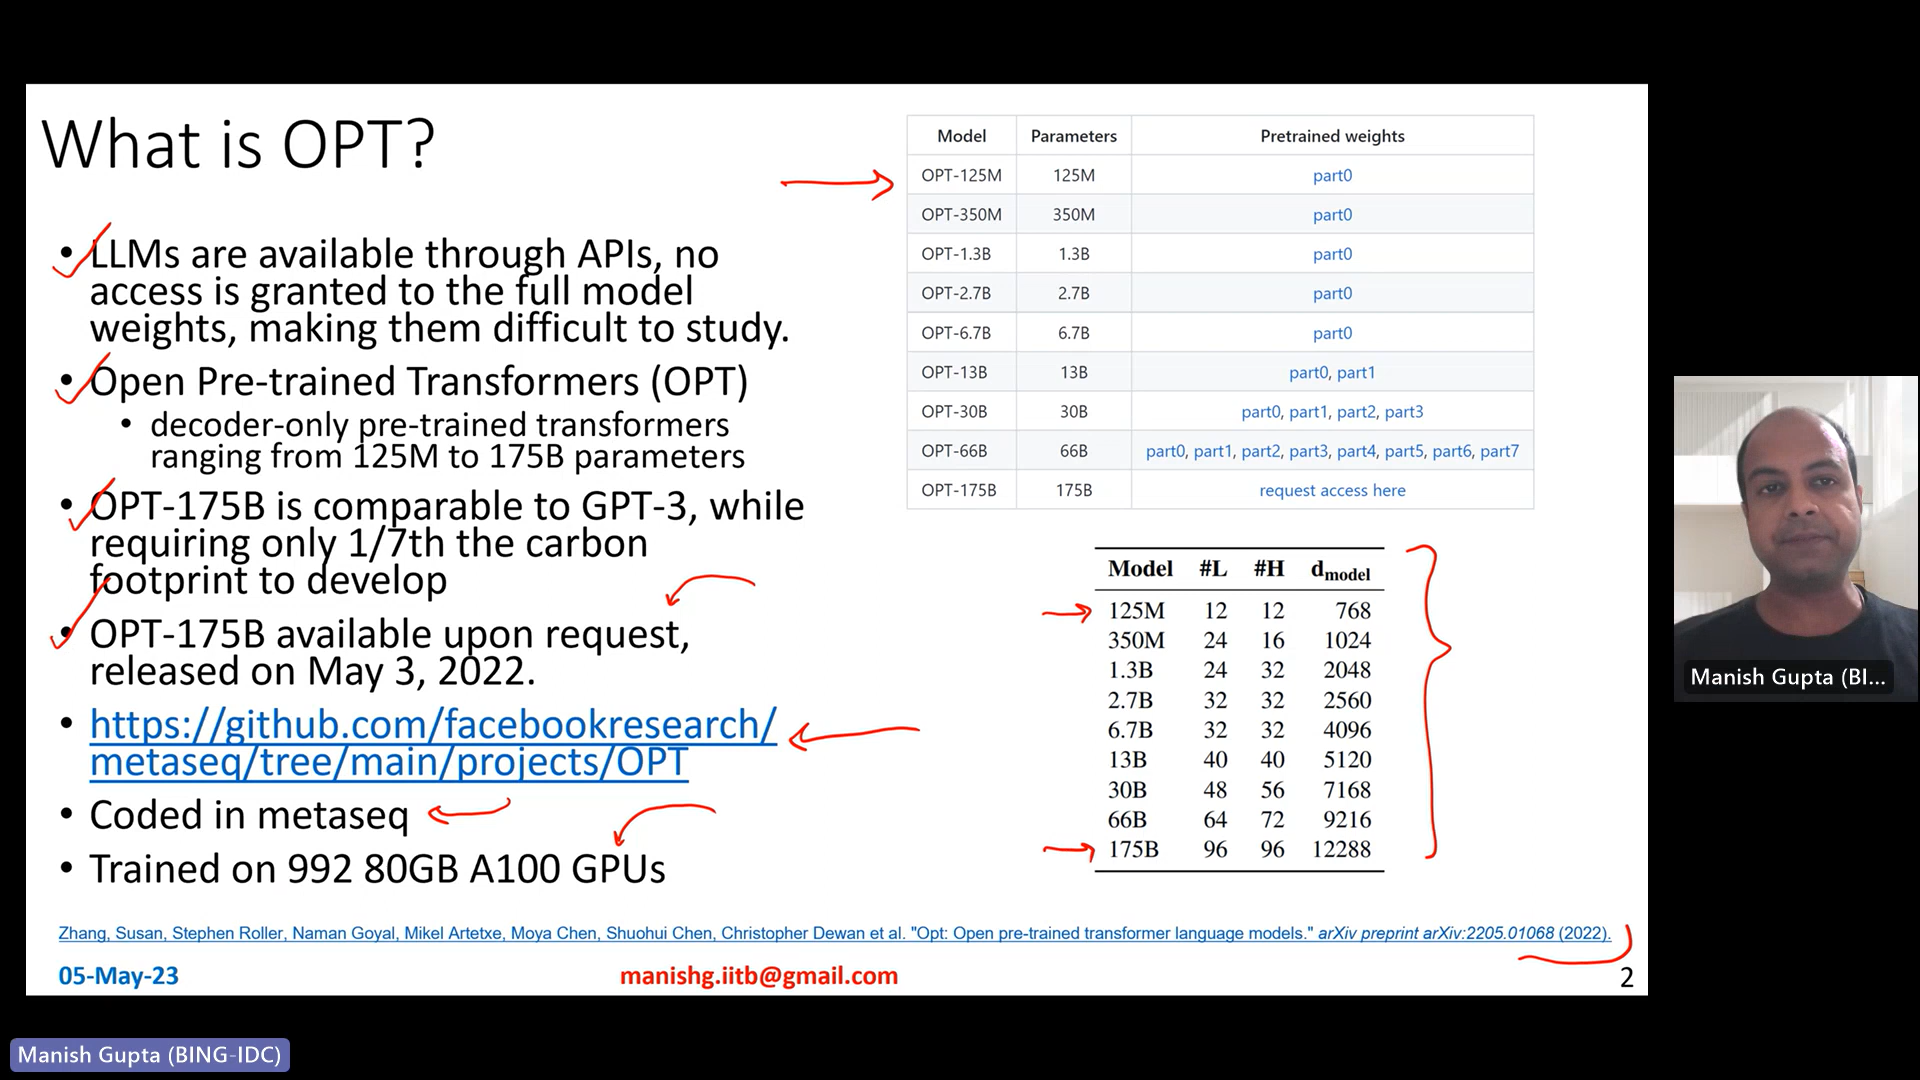 What is OPT?
• LLMs are available through APIs, no
access is granted to the full model
weights, making them difficult to study.
• Open Pre-trained Transformers (OPT)
• decoder-only pre-trained transformers
ranging from 125M to 175B parameters
• OPT-175B is comparable to GPT-3, while
requiring only 1/7th the carbon
footprint to develop
• OPT-175B available upon request,
released on May 3, 2022.
• https://github.com/facebookresearch/
metaseq/tree/main/projects/OPT
• Coded in metaseq
• Trained on 992 80GB A100 GPUs
Model Parameters Pretrained weights
OPT-125M 125M part0
OPT-350M 350M part0
OPT-1.3B 1.3B part0
OPT-2.7B 2.7B part0
OPT-6.7B 6.7B part0
OPT-13B 13B part0, part1
OPT-30B 30B part0, part1, part2, part3
OPT-66B 66B part0, part1, part2, part3, part4, part5, part6, part7
OPT-175B 175B request access here
Model #L #H dmodel
125M 12 12 768
350M 24 16 1024
1.3B 24 32 2048
2.7B 32 32 2560
6.7B 32 32 4096
13B 40 40 5120
30B 48 56 7168
66B 64 72 9216
175B 96 96 12288
Zhang, Susan, Stephen Roller, Naman Goyal, Mikel Artetxe, Moya Chen, Shuohui Chen, Christopher Dewan et al. "Opt: Open pre-trained transformer language models." arXiv preprint arXiv:2205.01068 (2022).
05-May-23 manishg.iitb@gmail.com 2
Manish Gupta (BI...
Manish Gupta (BING-IDC)